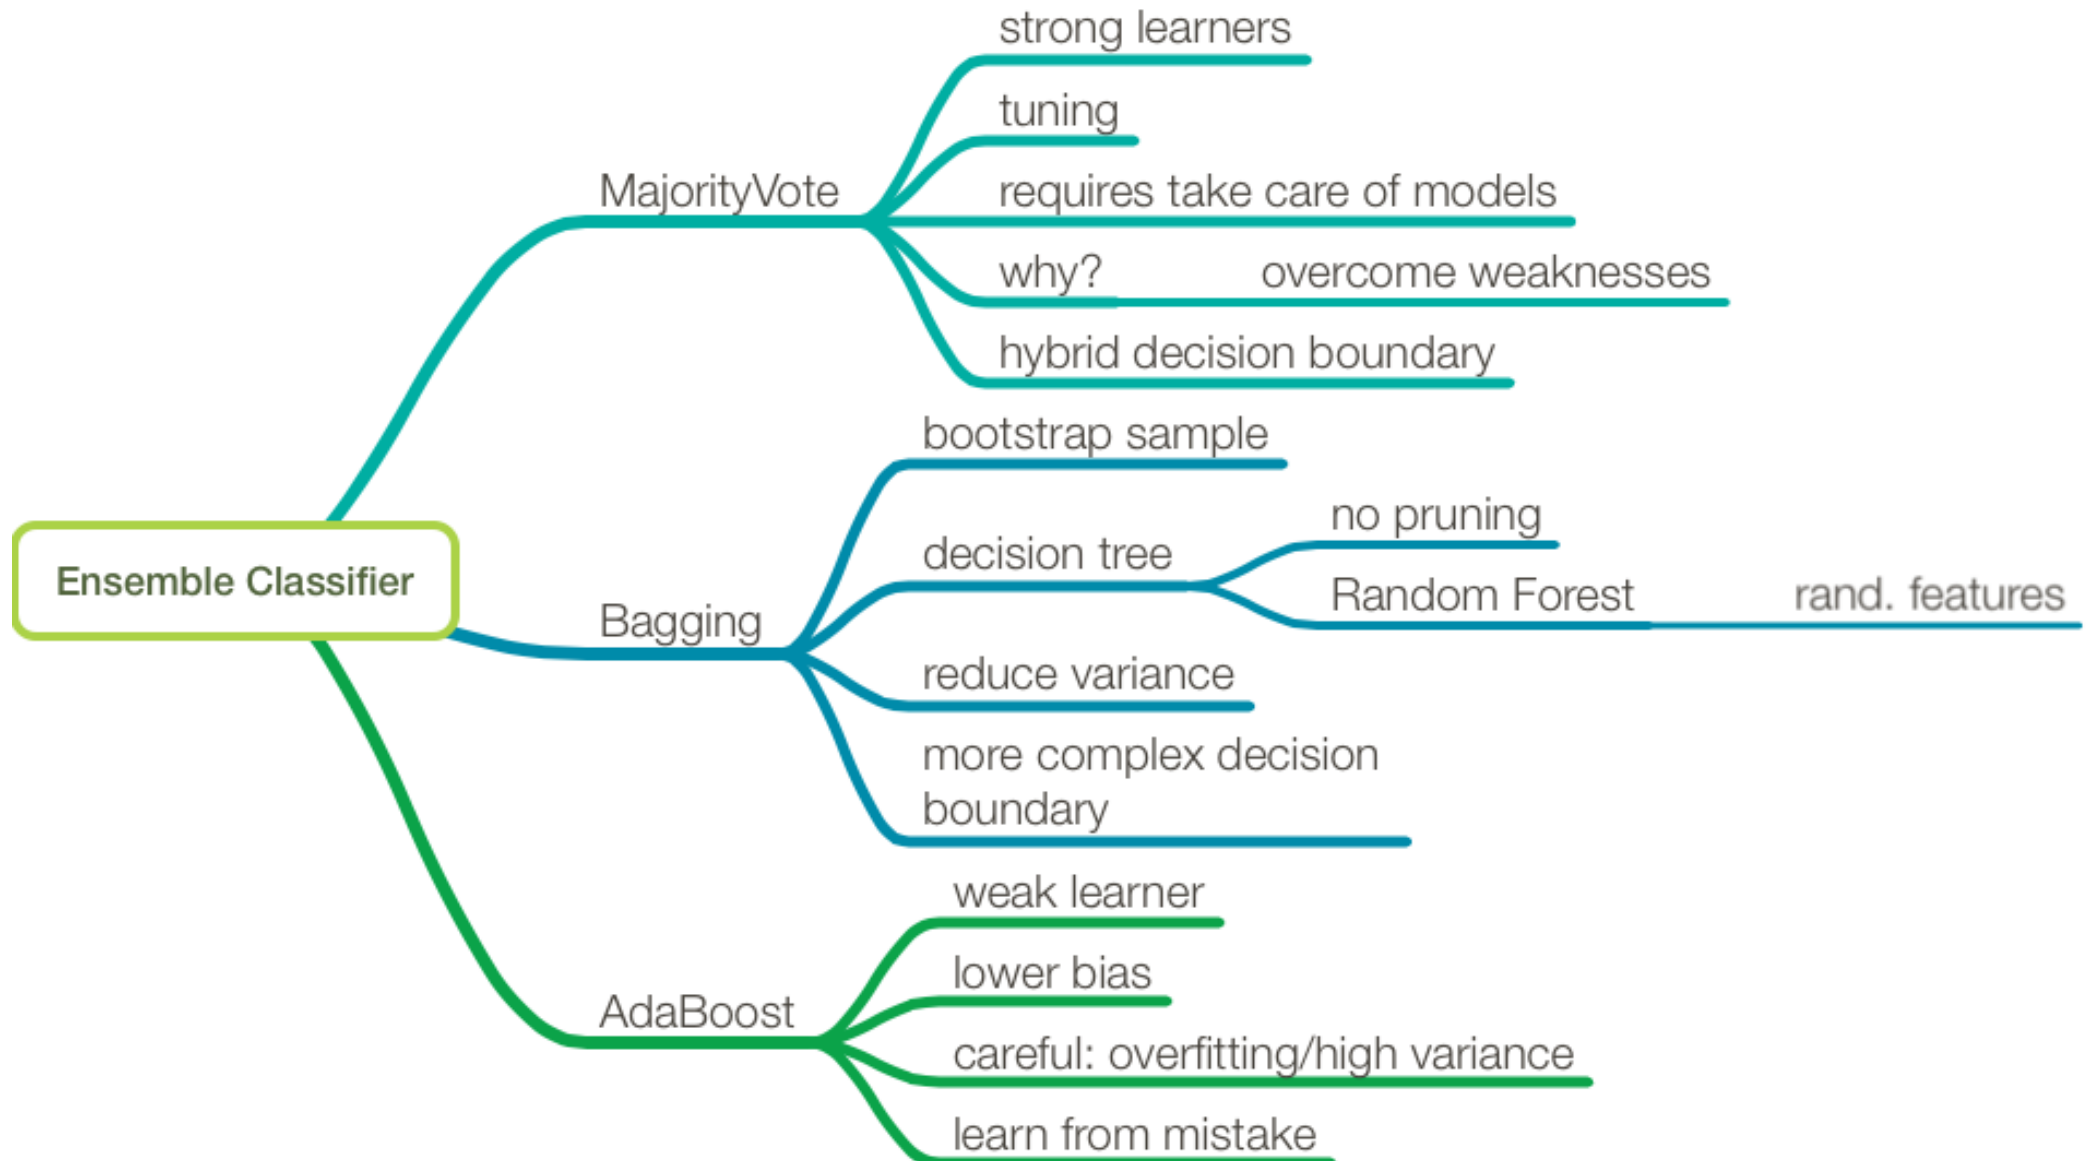 strong learners
tuning
MajorityVote
requires take care of models
why?
overcome weaknesses
hybrid decision boundary
Ensemble Classifier
bootstrap sample
no pruning
decision tree
Random Forest
rand. features
Bagging
reduce variance
more complex decision
boundary
weak learner
lower bias
AdaBoost
careful: overfitting/high variance
learn from mistake